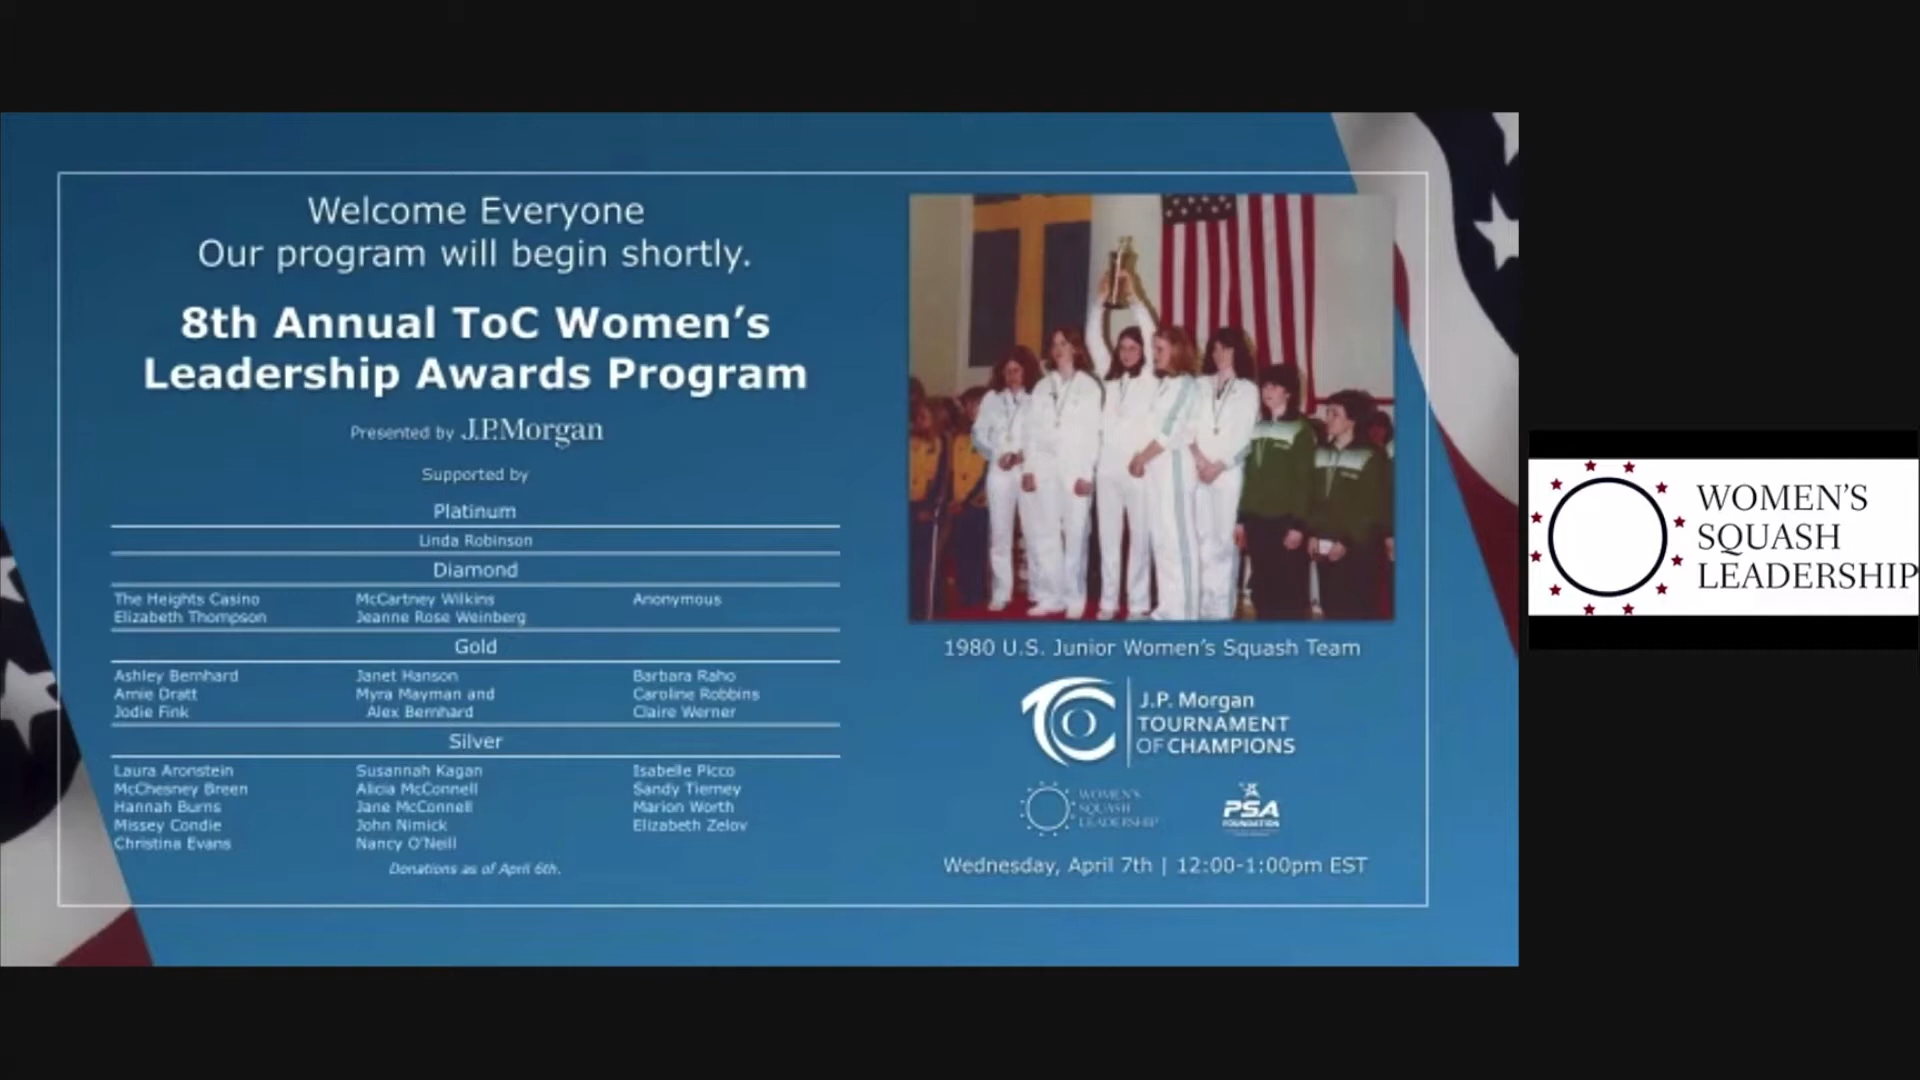 Welcome Everyone
Our program will begin shortly.
8th Annual ToC Women's
Leadership Awards Program
Presented by J.P.Morgan
Supported by
Platinum
Linda Robinson
Diamond
The Heights Casino McCartney Wilkins Anonymous
Elizabeth Thompson Jeanne Rose Weinberg
Gold
Ashley Bernhard Janet Hanson Barbara Raho
Amie Dratt Myra Mayman and Caroline Robbins
Jodie Fink Alex Bernhard Claire Werner
Silver
Laura Aronstein Susannah Kagan Isabelle Picco
McChesney Breen Alicia McConnell Sandy Tierney
Hannah Burns Jane McConnell Marion Worth
Missey Condie John Nimick Elizabeth Zelov
Christina Evans Nancy O'Neill
Donations as of April 6th.
1980 U.S. Junior Women's Squash Team
J.P. Morgan
TOURNAMENT
OF CHAMPIONS
WOMEN'S
SQUASH
LEADERSHIP
PSA
FOUNDATION
Wednesday, April 7th | 12:00-1:00pm EST
WOMEN'S
SQUASH
LEADERSHIP